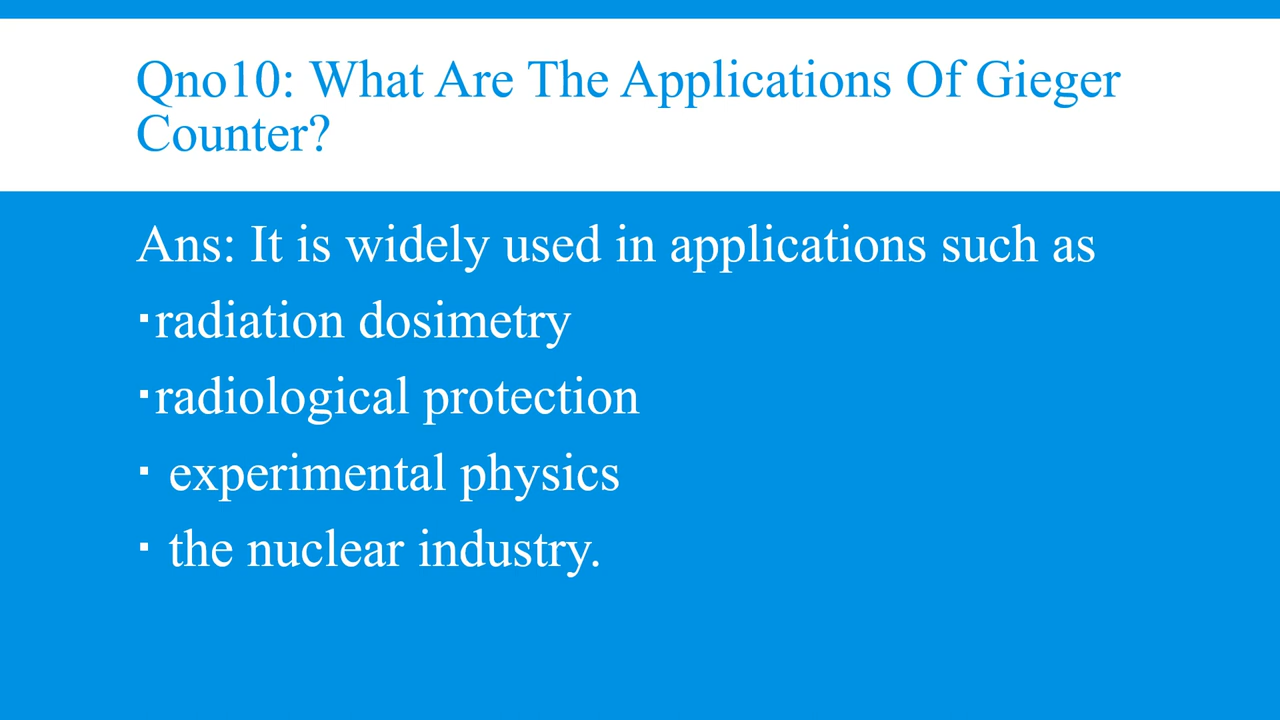 Qno10: What Are The Applications Of Gieger
Counter?
Ans: It is widely used in applications such as
▪radiation dosimetry
▪radiological protection
▪ experimental physics
▪ the nuclear industry.